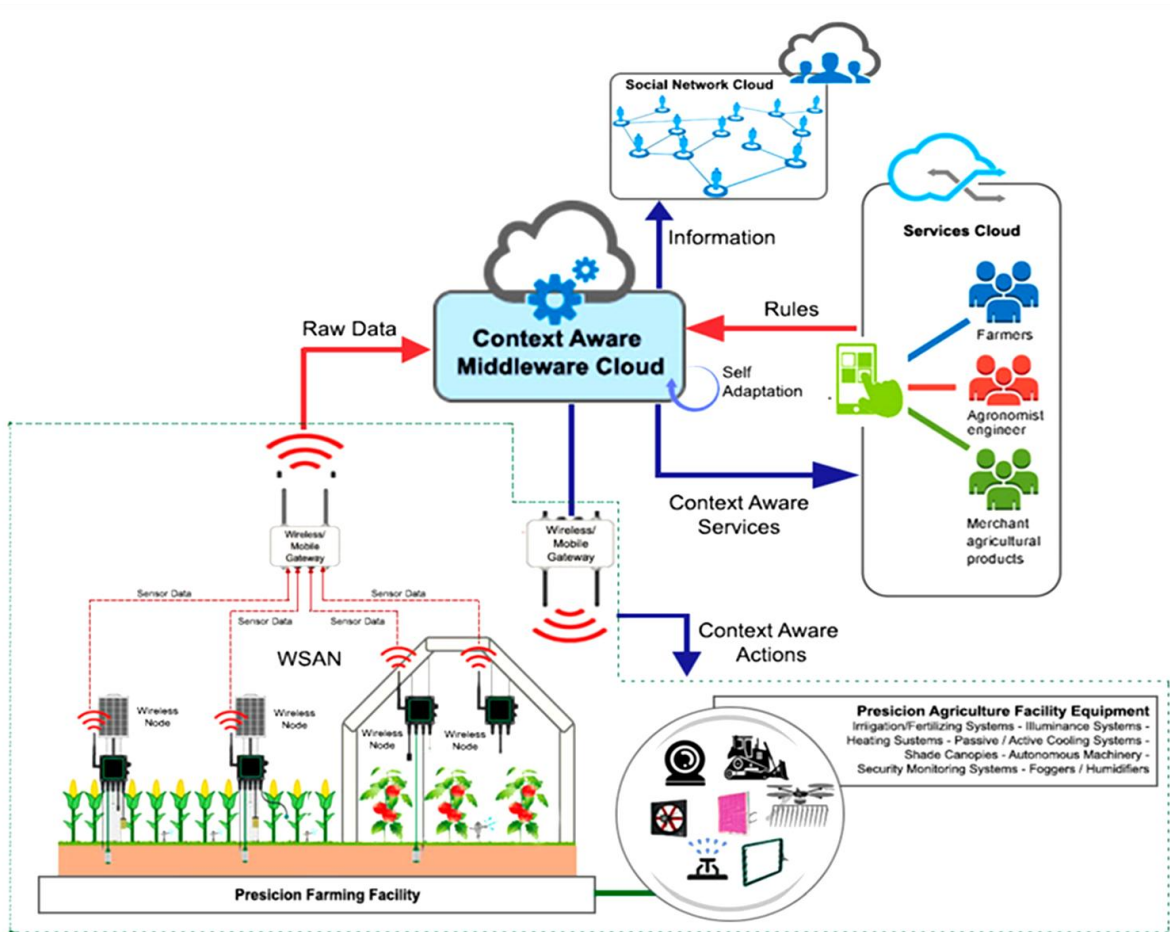 Social Network Cloud
Information
Services Cloud
Rules
Farmers
Raw Data
Context Aware
Middleware Cloud
Self
Adaptation
Agronomist
engineer
Context Aware
Services
Merchant
agricultural
products
Wireless/
Mobile
Gateway
Wireless/
Mobile
Gateway
Sensor Data
Sensor Data
Sensor Data
Sensor Data
WSAN
Context Aware
Actions
Wireless
Node
Wireless
Node
Wireless
Node
Wireless
Node
Presicion Agriculture Facility Equipment
Irrigation/Fertilizing Systems - Illuminance Systems -
Heating Sustems - Passive / Active Cooling Systems -
Shade Canopies - Autonomous Machinery -
Security Monitoring Systems - Foggers / Humidifiers
Presicion Farming Facility